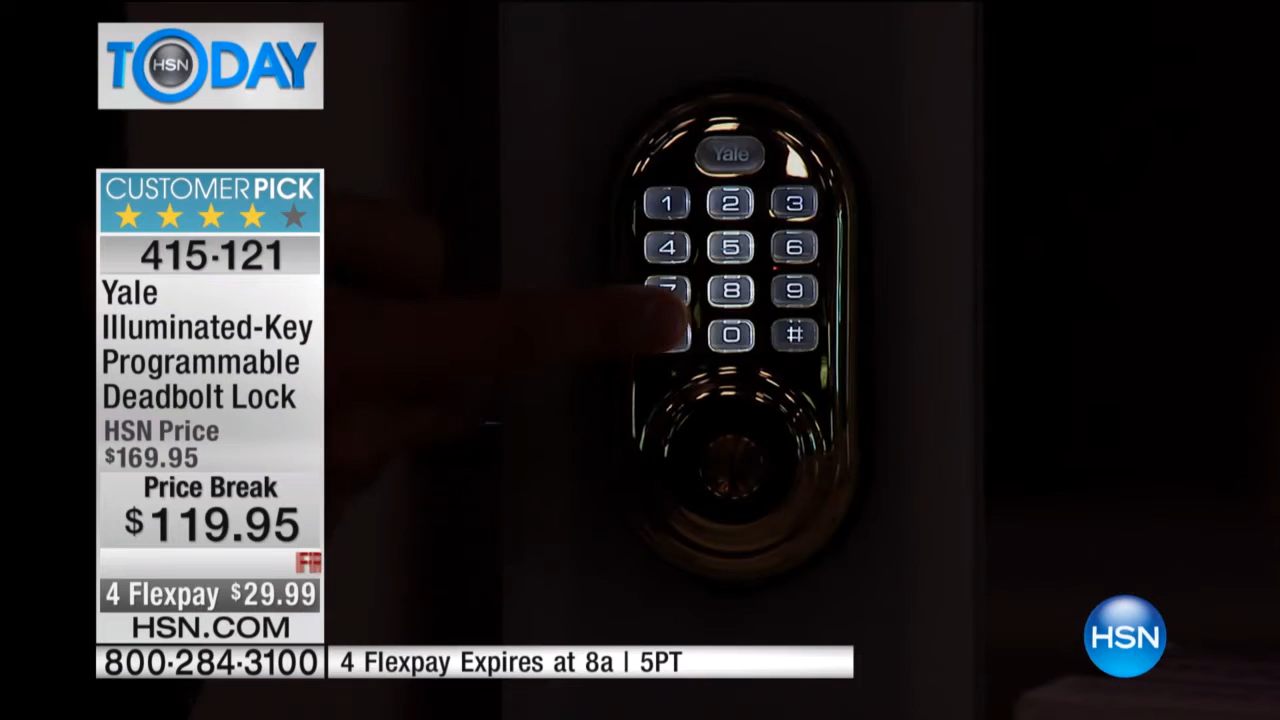 TODAY
HSN
CUSTOMER PICK
415·121
Yale
Illuminated-Key
Programmable
Deadbolt Lock
HSN Price
$169.95
Price Break
$119.95
4 Flexpay $29.99
HSN.COM
800·284·3100
4 Flexpay Expires at 8a | 5PT
Yale
1 2 3
4 5 6
7 8 9
0 #
HSN